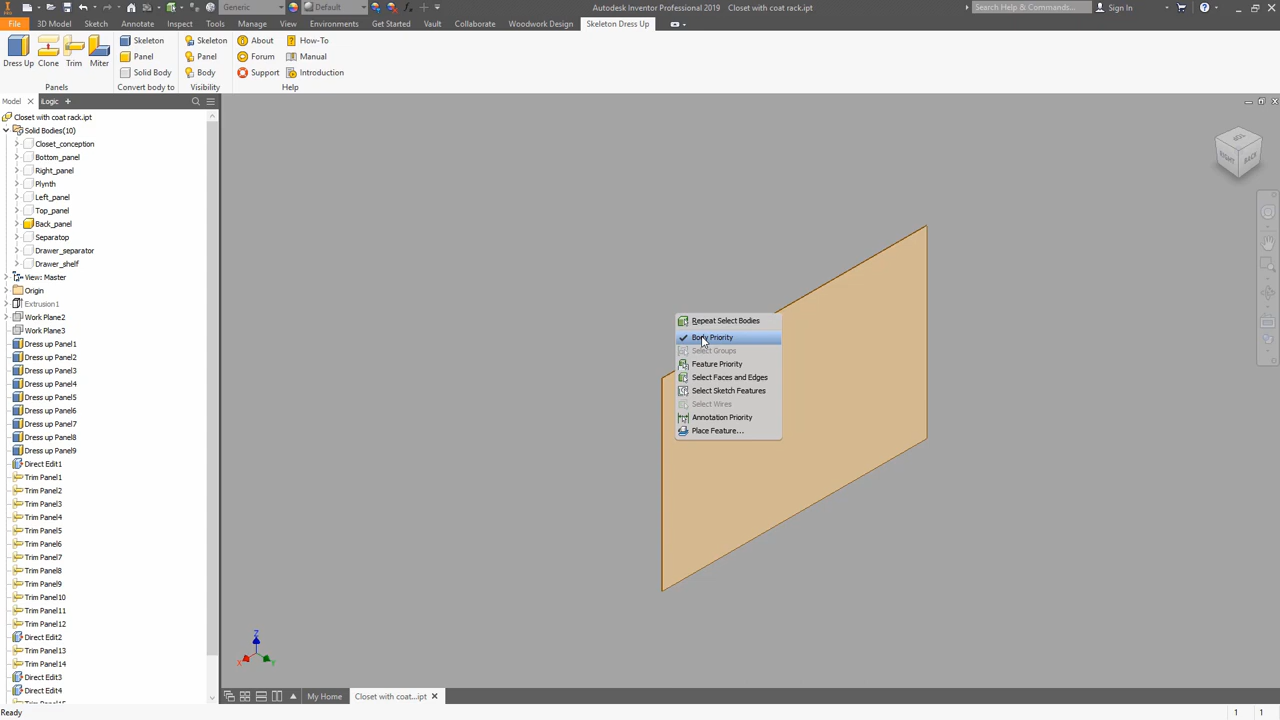 Generic
Default
Autodesk Inventor Professional 2019 Closet with coat rack.ipt
Search Help & Commands...
Sign In
File 3D Model Sketch Annotate Inspect Tools Manage View Environments Get Started Vault Collaborate Woodwork Design Skeleton Dress Up
Skeleton Skeleton About How-To
Panel Panel Forum Manual
Dress Up Clone Trim Miter
Solid Body Body Support Introduction
Panels Convert body to Visibility Help
Model iLogic
Closet with coat rack.ipt
Solid Bodies(10)
Closet_conception
Bottom_panel
Right_panel
Plynth
Left_panel
Top_panel
Back_panel
Separatop
Drawer_separator
Drawer_shelf
View: Master
Origin
Extrusion1
Work Plane2
Work Plane3
Dress up Panel1
Dress up Panel2
Dress up Panel3
Dress up Panel4
Dress up Panel5
Dress up Panel6
Dress up Panel7
Dress up Panel8
Dress up Panel9
Direct Edit1
Trim Panel1
Trim Panel2
Trim Panel3
Trim Panel4
Trim Panel5
Trim Panel6
Trim Panel7
Trim Panel8
Trim Panel9
Trim Panel10
Trim Panel11
Trim Panel12
Direct Edit2
Trim Panel13
Trim Panel14
Direct Edit3
Direct Edit4
Repeat Select Bodies
Body Priority
Select Groups
Feature Priority
Select Faces and Edges
Select Sketch Features
Select Wires
Annotation Priority
Place Feature...
TOP
RIGHT
BACK
Z
X
Y
My Home Closet with coat...ipt
Ready
1 1